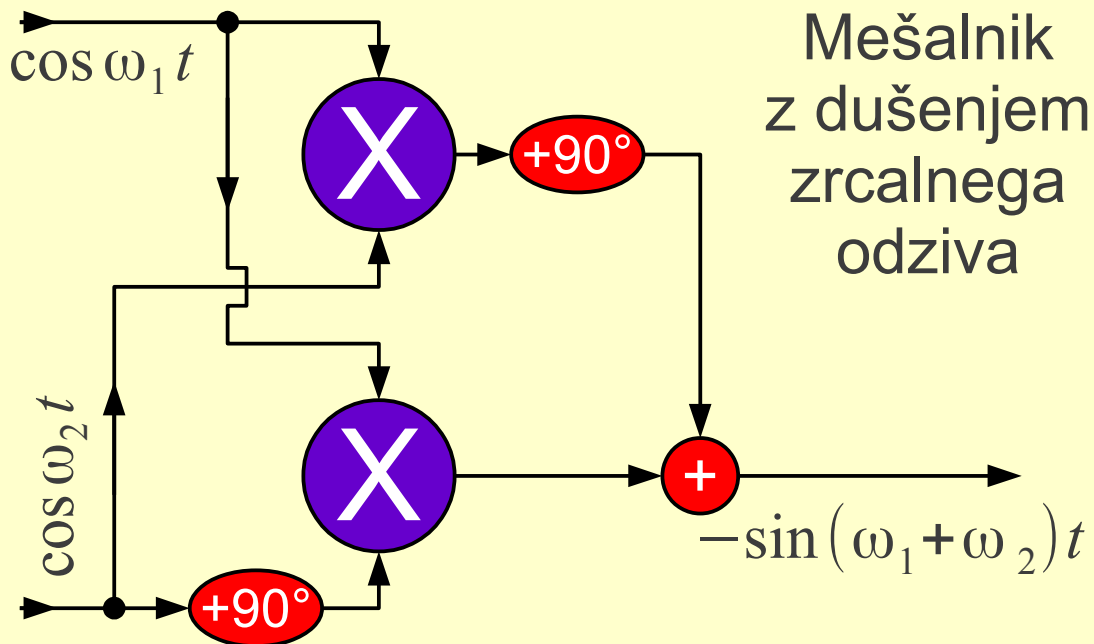 cos ω₁ t
Mešalnik
z dušenjem
zrcalnega
odziva
X
+90°
cos ω₂ t
X
+
−sin(ω₁+ω₂)t
+90°